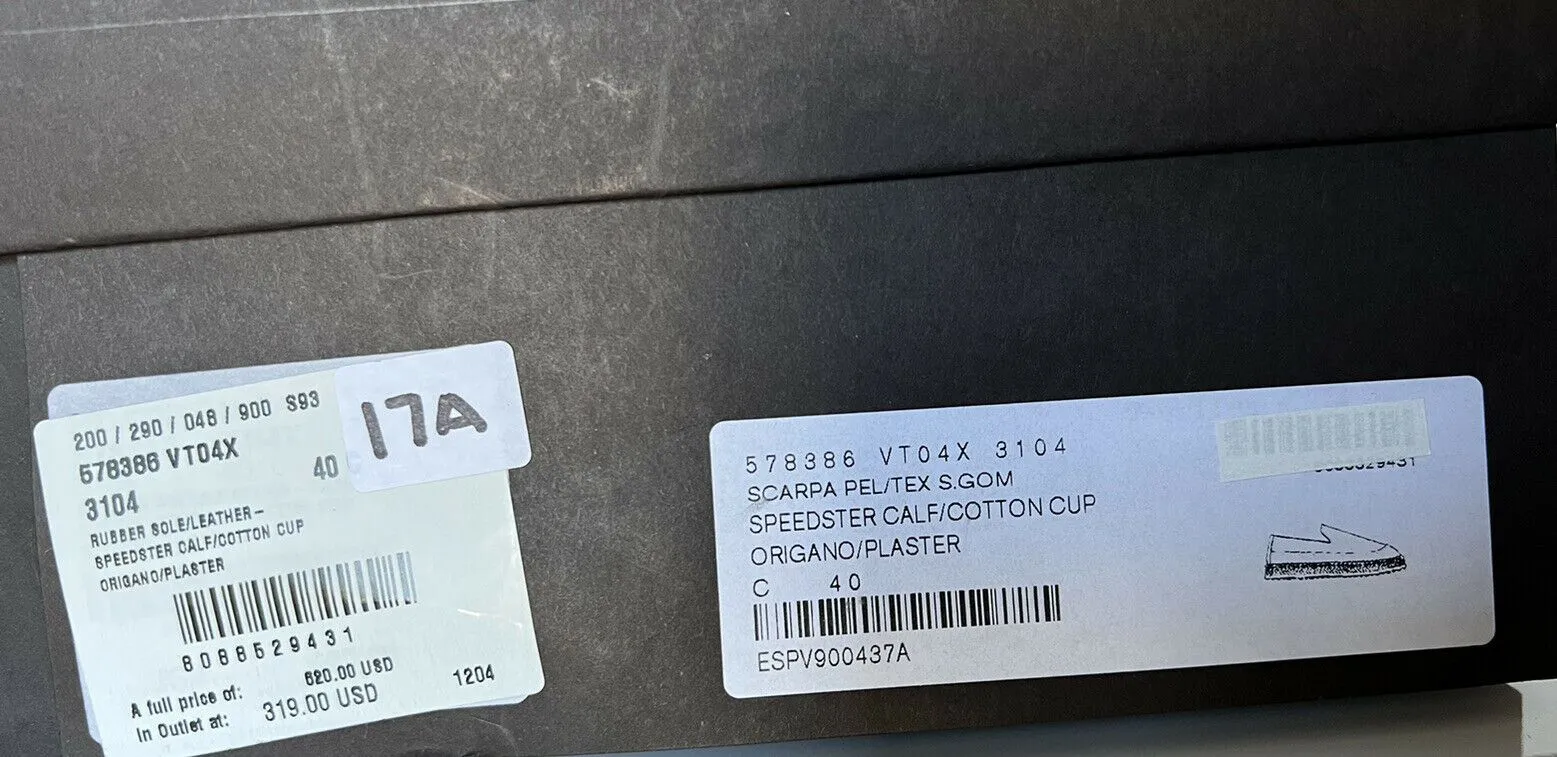 200 / 290 / 048 / 900 S93
578386 VT04X
3104
40
17A
RUBBER SOLE/LEATHER-
SPEEDSTER CALF/COTTON CUP
ORIGANO/PLASTER
8088529431
A full price of: 620.00 USD
In Outlet at: 319.00 USD
1204
578386 VT04X 3104
SCARPA PEL/TEX S.GOM
SPEEDSTER CALF/COTTON CUP
ORIGANO/PLASTER
C 40
ESPV900437A